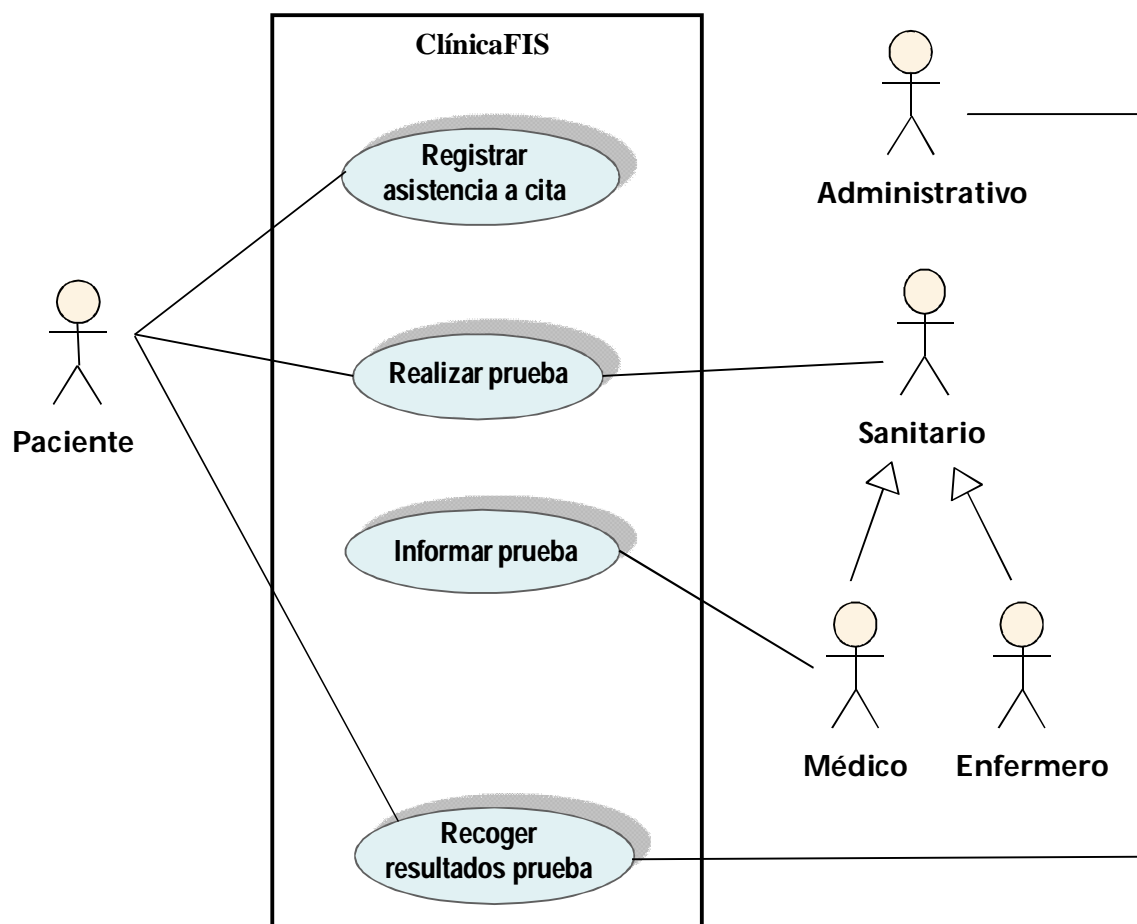 ClínicaFIS
Registrar
asistencia a cita
Administrativo
Realizar prueba
Paciente
Sanitario
Informar prueba
Médico
Enfermero
Recoger
resultados prueba